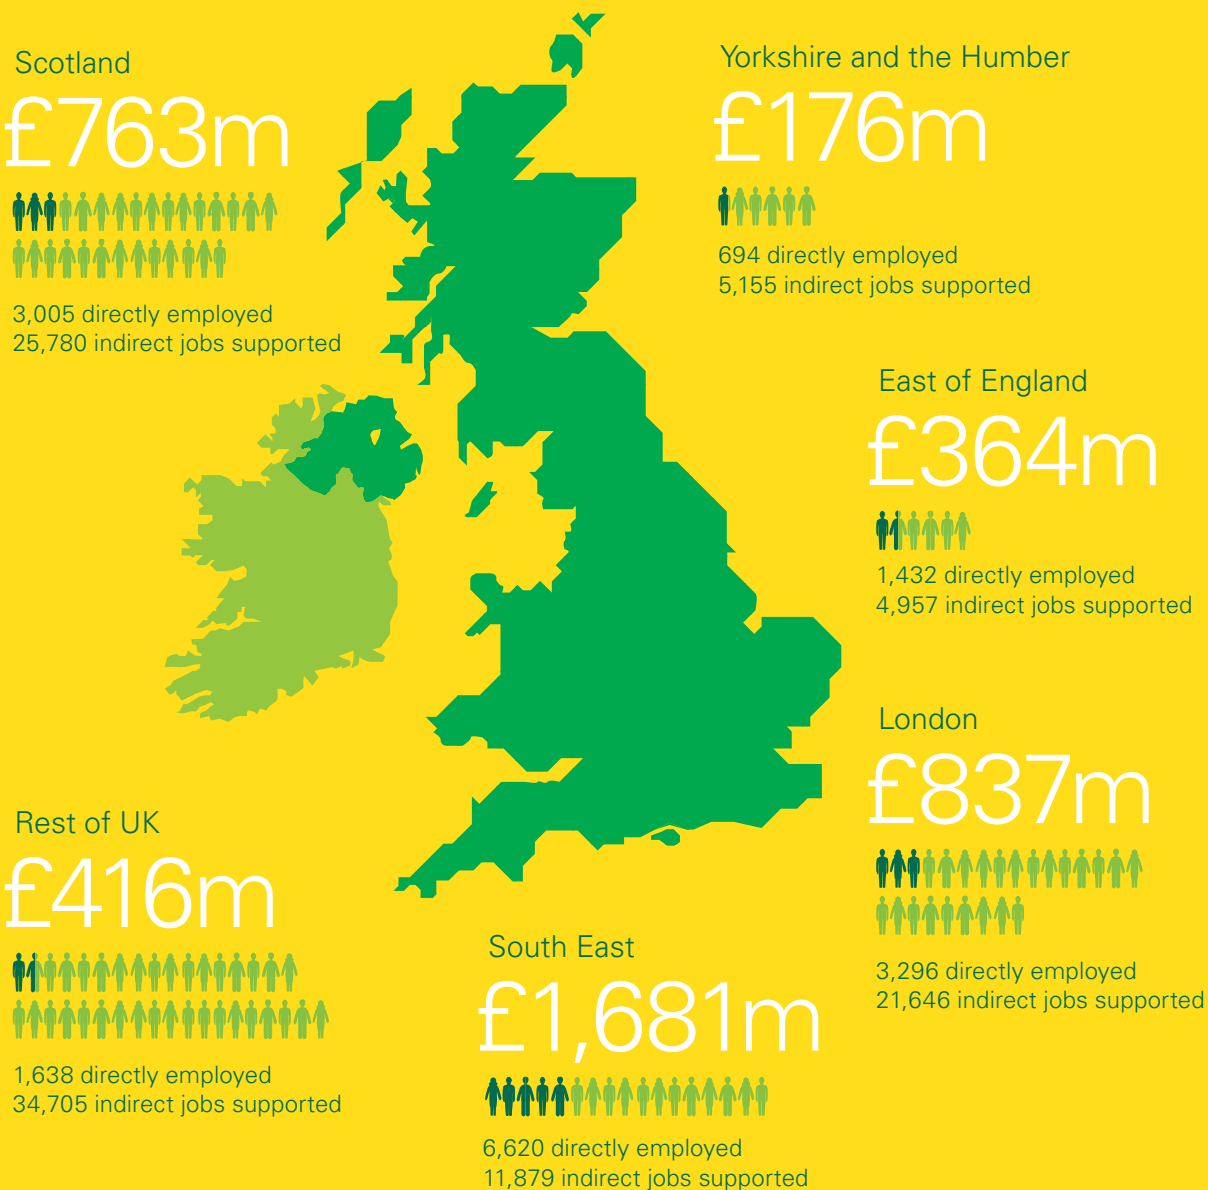 Scotland
£763m
3,005 directly employed
25,780 indirect jobs supported
Yorkshire and the Humber
£176m
694 directly employed
5,155 indirect jobs supported
East of England
£364m
1,432 directly employed
4,957 indirect jobs supported
London
£837m
3,296 directly employed
21,646 indirect jobs supported
Rest of UK
£416m
1,638 directly employed
34,705 indirect jobs supported
South East
£1,681m
6,620 directly employed
11,879 indirect jobs supported